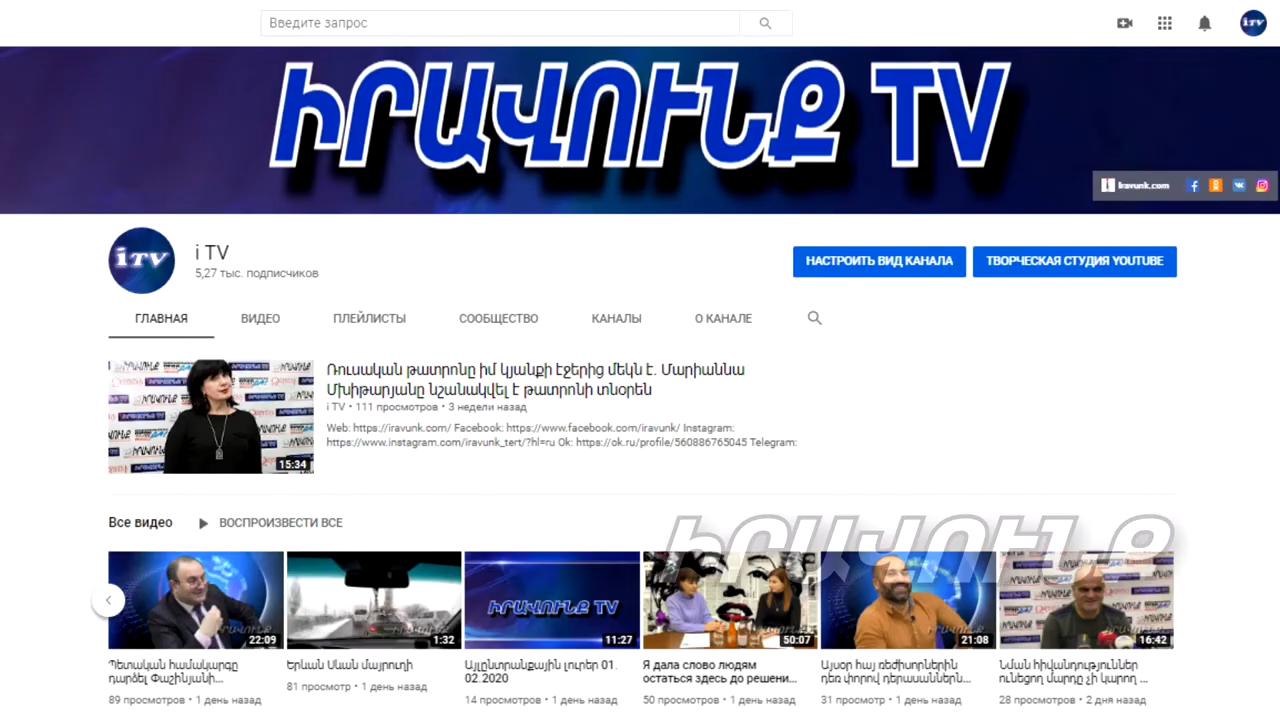 Введите запрос
iTV
ԻՐԱՎՈՒՆՔ TV
Iravunk.com
iTV
i TV
5,27 тыс. подписчиков
НАСТРОИТЬ ВИД КАНАЛА
ТВОРЧЕСКАЯ СТУДИЯ YOUTUBE
ГЛАВНАЯ
ВИДЕО
ПЛЕЙЛИСТЫ
СООБЩЕСТВО
КАНАЛЫ
О КАНАЛЕ
15:34
Ռուսական թատրոնը իմ կյանքի էջերից մեկն է. Մարիաննա
Մխիթարյանը նշանակվել է թատրոնի տնօրեն
i TV • 111 просмотров • 3 недели назад
Web: https://iravunk.com/ Facebook: https://www.facebook.com/iravunk/ Instagram:
https://www.instagram.com/iravunk_tert/?hl=ru Ok: https://ok.ru/profile/560886765045 Telegram:
Все видео
ВОСПРОИЗВЕСТИ ВСЕ
ԻՐԱՎՈՒՆՔ
22:09
1:32
ԻՐԱՎՈՒՆՔ TV
11:27
50:07
21:08
16:42
Պետական համակարգը
դարձել Փաշինյանի...
89 просмотров • 1 день назад
Երևան Սևան մայրուղի
81 просмотр • 1 день назад
Այլընտրանքային լուրեր 01.
02.2020
14 просмотров • 1 день назад
Я дала слово людям
остаться здесь до решени...
50 просмотров • 1 день назад
Այսօր հայ ռեժիսորներին
դեռ փորով դերասաններն...
31 просмотр • 1 день назад
Նման հիվանդություններ
ունեցող մարդը չի կարող ...
28 просмотров • 2 дня назад